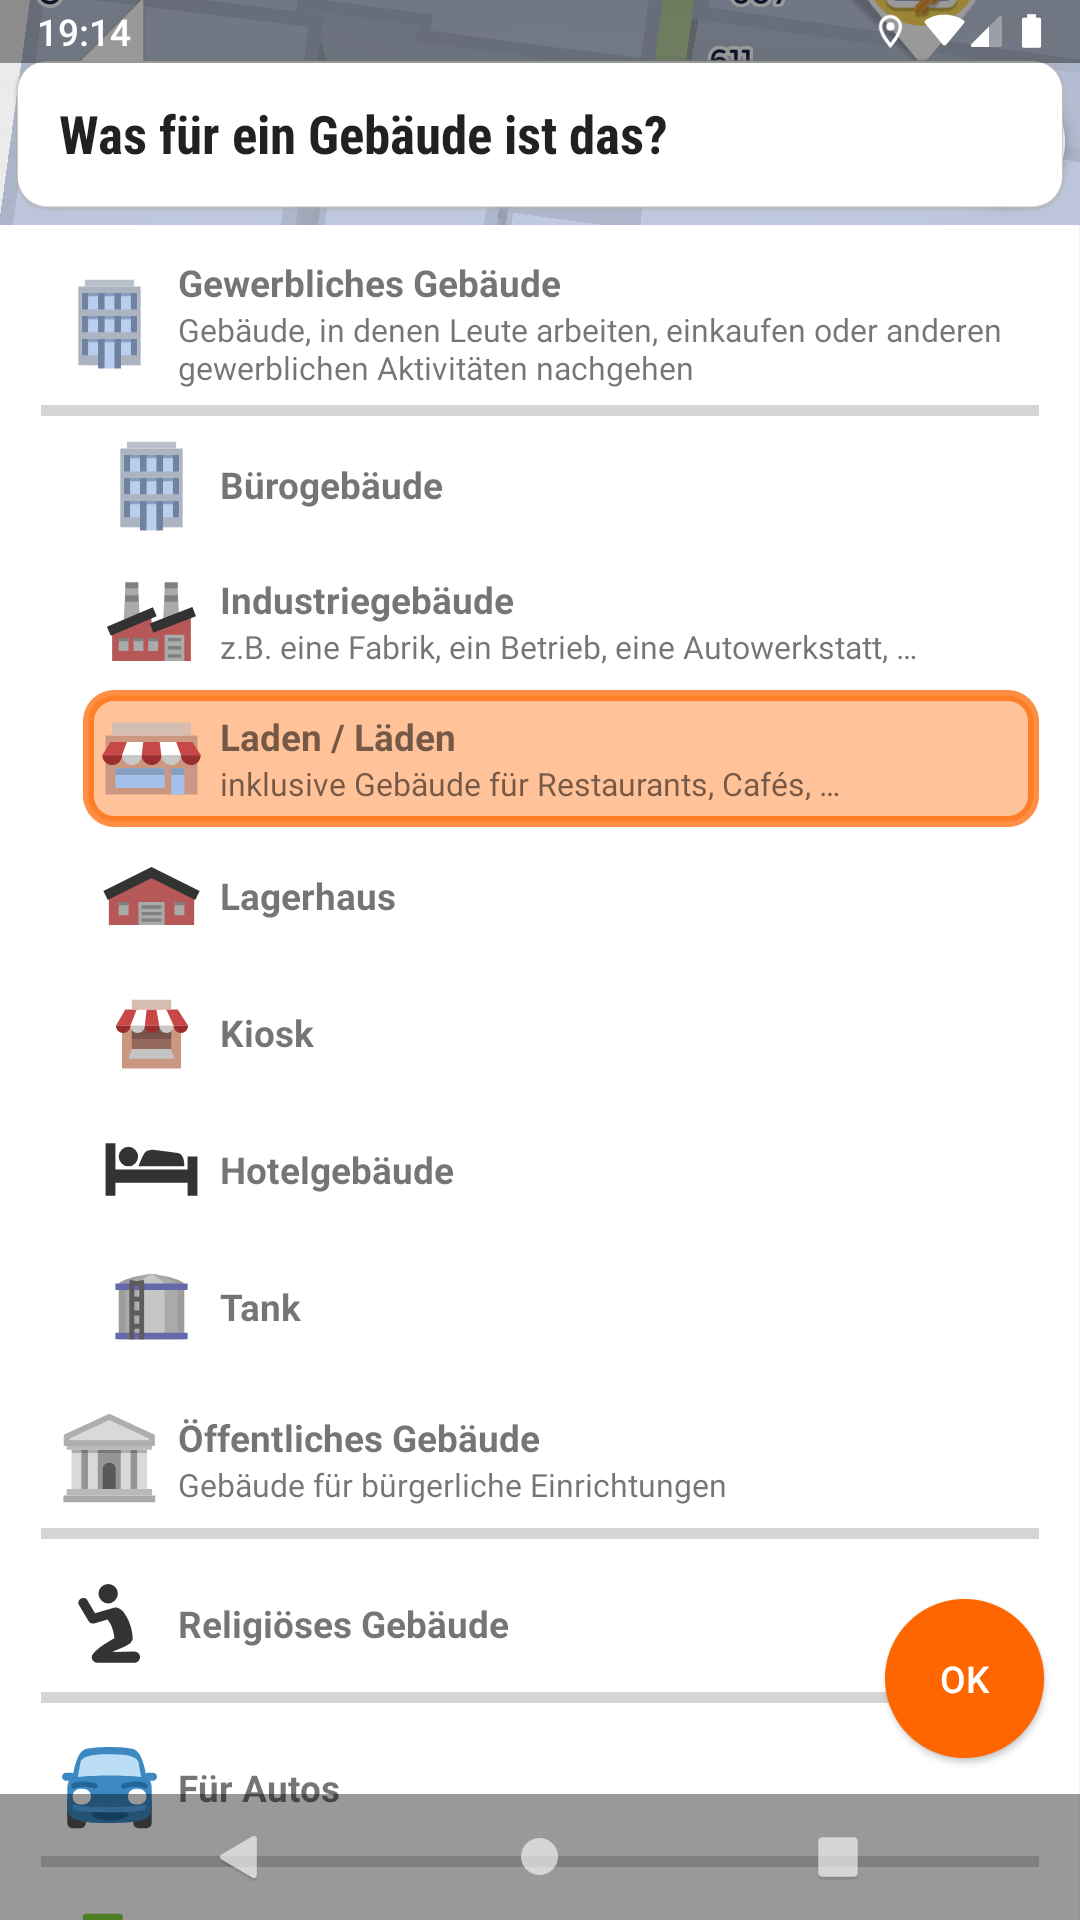 19:14
611
Was für ein Gebäude ist das?
Gewerbliches Gebäude
Gebäude, in denen Leute arbeiten, einkaufen oder anderen
gewerblichen Aktivitäten nachgehen
Bürogebäude
Industriegebäude
z.B. eine Fabrik, ein Betrieb, eine Autowerkstatt, ...
Laden / Läden
inklusive Gebäude für Restaurants, Cafés, ...
Lagerhaus
Kiosk
Hotelgebäude
Tank
Öffentliches Gebäude
Gebäude für bürgerliche Einrichtungen
Religiöses Gebäude
OK
Für Autos